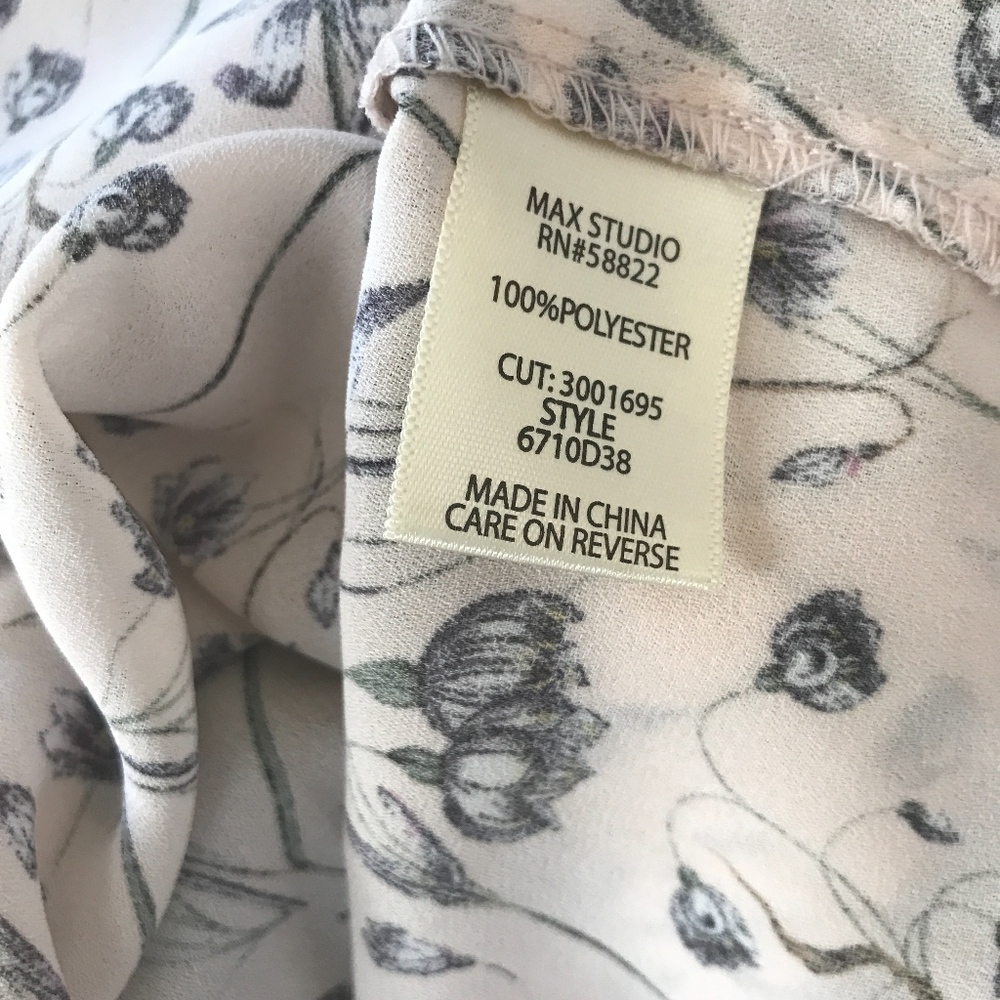 MAX STUDIO
RN#58822
100%POLYESTER
CUT: 3001695
STYLE
6710D38
MADE IN CHINA
CARE ON REVERSE